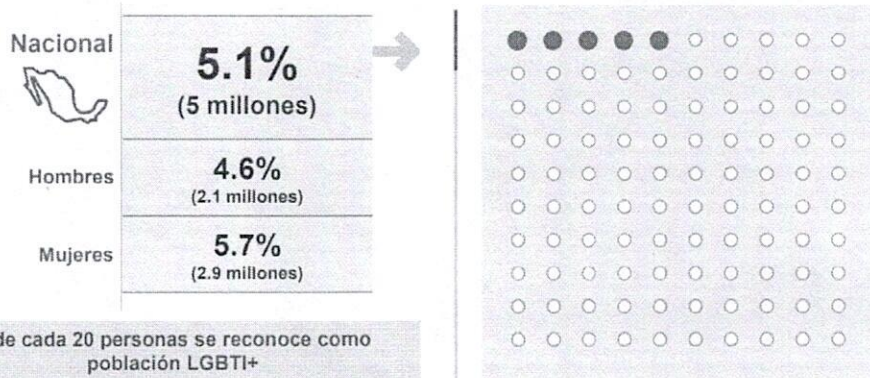 Nacional
5.1%
(5 millones)
Hombres
4.6%
(2.1 millones)
Mujeres
5.7%
(2.9 millones)
de cada 20 personas se reconoce como
población LGBTI+